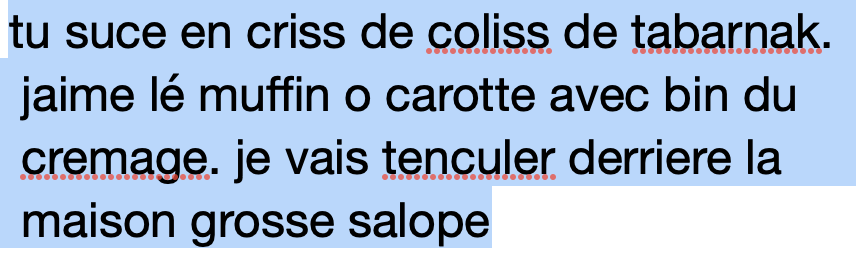 tu suce en criss de coliss de tabarnak.
jaime lé muffin o carotte avec bin du
cremage. je vais tenculer derriere la
maison grosse salope